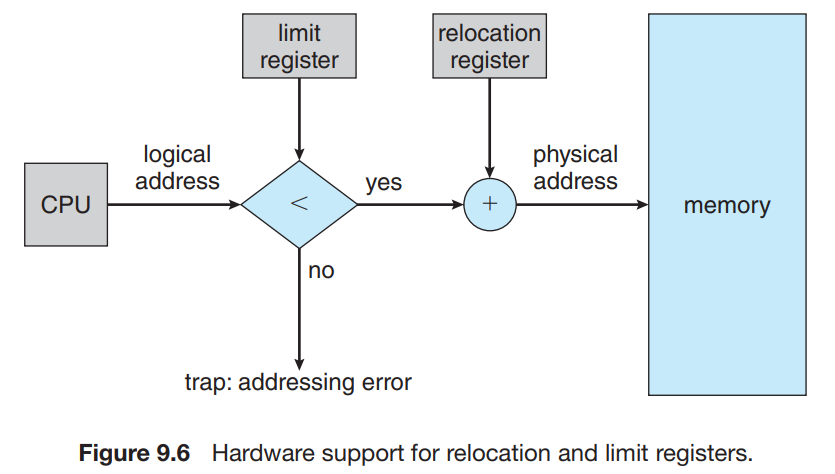 limit
register
relocation
register
logical
address
physical
address
CPU
<
yes
+
memory
no
trap: addressing error
Figure 9.6 Hardware support for relocation and limit registers.